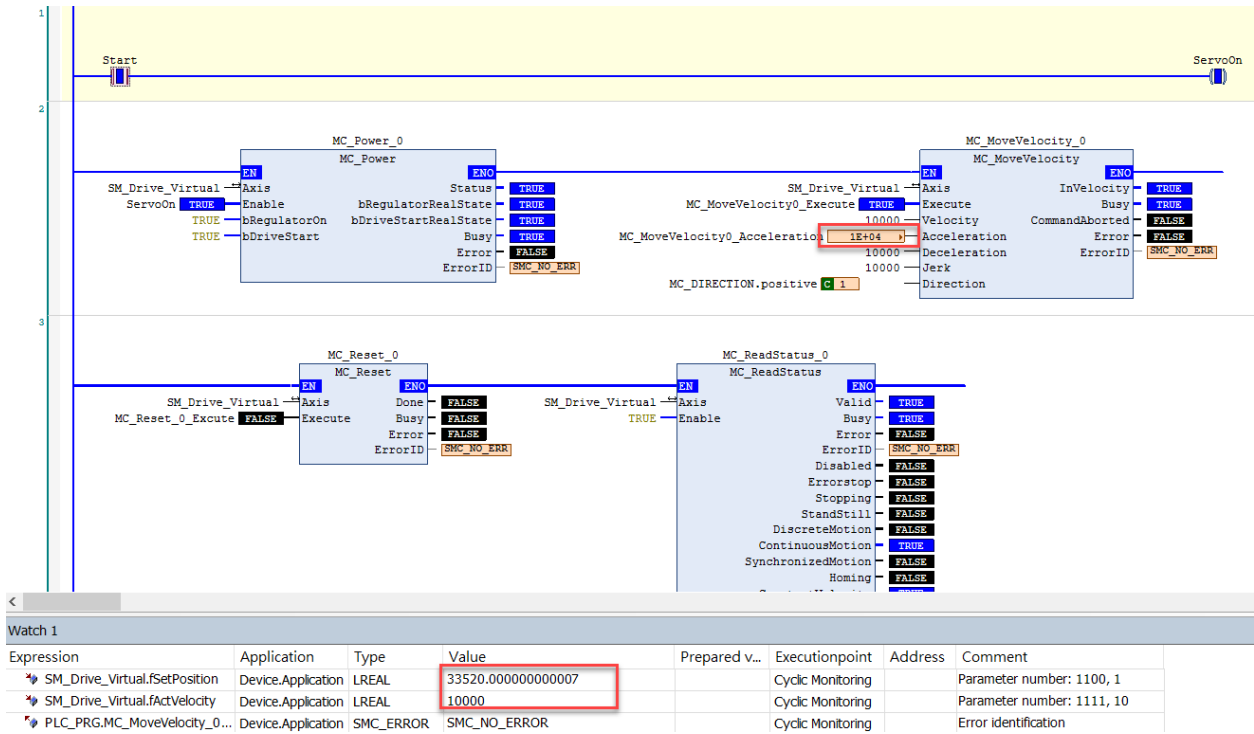 1
Start
ServoOn
2
MC_Power_0
MC_Power
EN ENO
SM_Drive_Virtual Axis Status TRUE
ServoOn TRUE Enable bRegulatorRealState TRUE
TRUE bRegulatorOn bDriveStartRealState TRUE
TRUE bDriveStart Busy TRUE
Error FALSE
ErrorID SMC_NO_ERR
MC_MoveVelocity_0
MC_MoveVelocity
EN ENO
SM_Drive_Virtual Axis InVelocity TRUE
MC_MoveVelocity0_Execute TRUE Execute Busy TRUE
10000 Velocity CommandAborted FALSE
MC_MoveVelocity0_Acceleration 1E+04 Acceleration Error FALSE
10000 Deceleration ErrorID SMC_NO_ERR
10000 Jerk
MC_DIRECTION.positive C 1 Direction
3
MC_Reset_0
MC_Reset
EN ENO
SM_Drive_Virtual Axis Done FALSE
MC_Reset_0_Excute FALSE Execute Busy FALSE
Error FALSE
ErrorID SMC_NO_ERR
MC_ReadStatus_0
MC_ReadStatus
EN ENO
SM_Drive_Virtual Axis Valid TRUE
TRUE Enable Busy TRUE
Error FALSE
ErrorID SMC_NO_ERR
Disabled FALSE
Errorstop FALSE
Stopping FALSE
StandStill FALSE
DiscreteMotion FALSE
ContinuousMotion TRUE
SynchronizedMotion FALSE
Homing FALSE
Watch 1
Expression Application Type Value Prepared v... Executionpoint Address Comment
SM_Drive_Virtual.fSetPosition Device.Application LREAL 33520.000000000007 Cyclic Monitoring Parameter number: 1100, 1
SM_Drive_Virtual.fActVelocity Device.Application LREAL 10000 Cyclic Monitoring Parameter number: 1111, 10
PLC_PRG.MC_MoveVelocity_0... Device.Application SMC_ERROR SMC_NO_ERROR Cyclic Monitoring Error identification